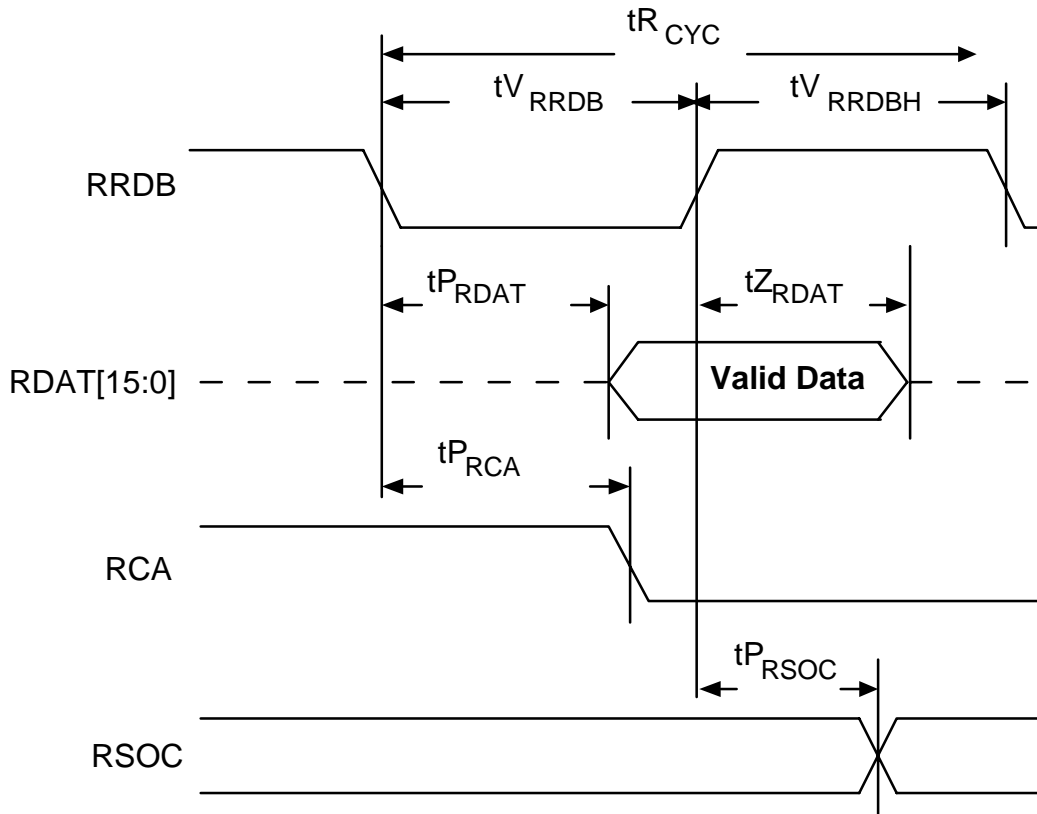 tR CYC
tV RRDB
tV RRDBH
RRDB
tP RDAT
tZ RDAT
RDAT[15:0]
Valid Data
tP RCA
RCA
tP RSOC
RSOC